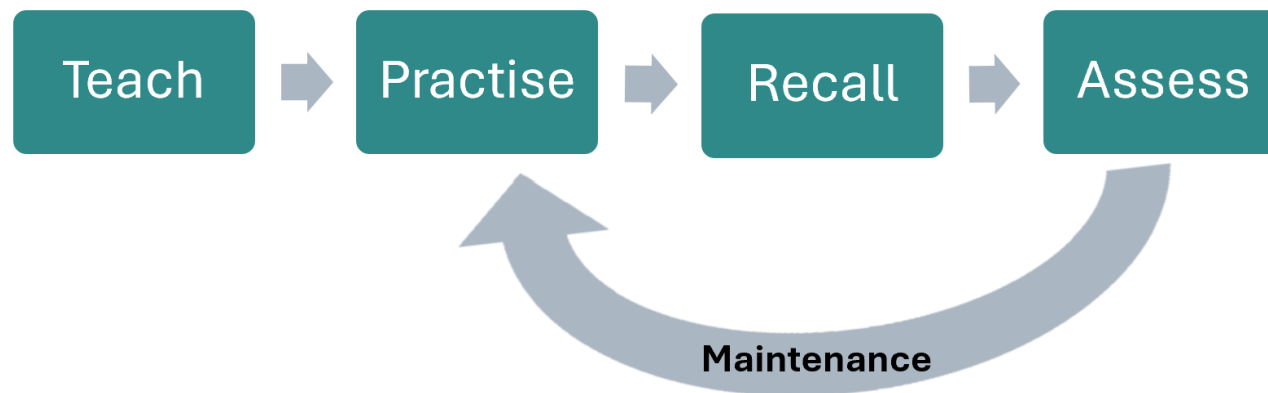 Teach
Practise
Recall
Assess
Maintenance